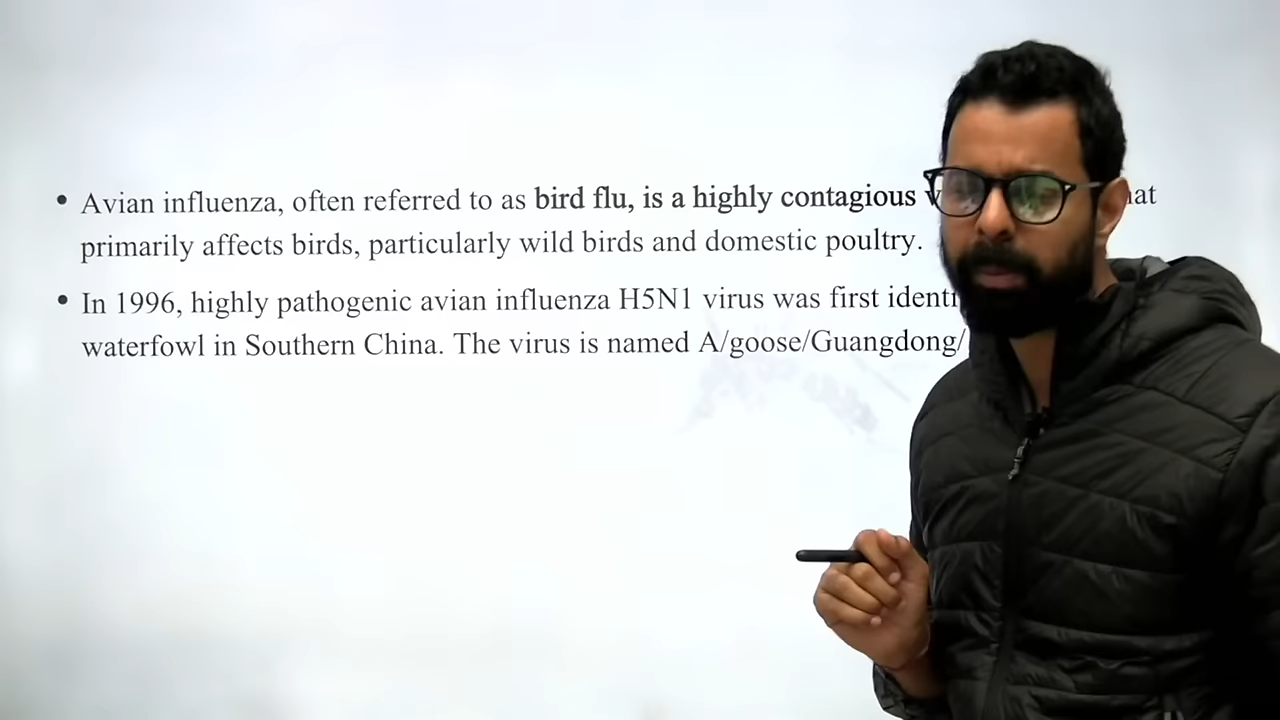 • Avian influenza, often referred to as bird flu, is a highly contagious
primarily affects birds, particularly wild birds and domestic poultry.
• In 1996, highly pathogenic avian influenza H5N1 virus was first
waterfowl in Southern China. The virus is named A/goose/Guangdong/